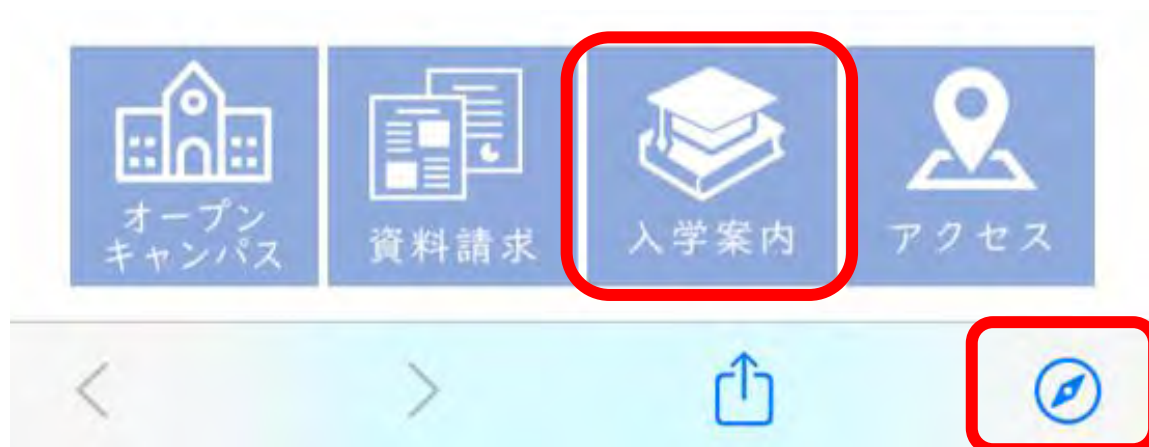 オープン
キャンパス
資料請求
入学案内
アクセス